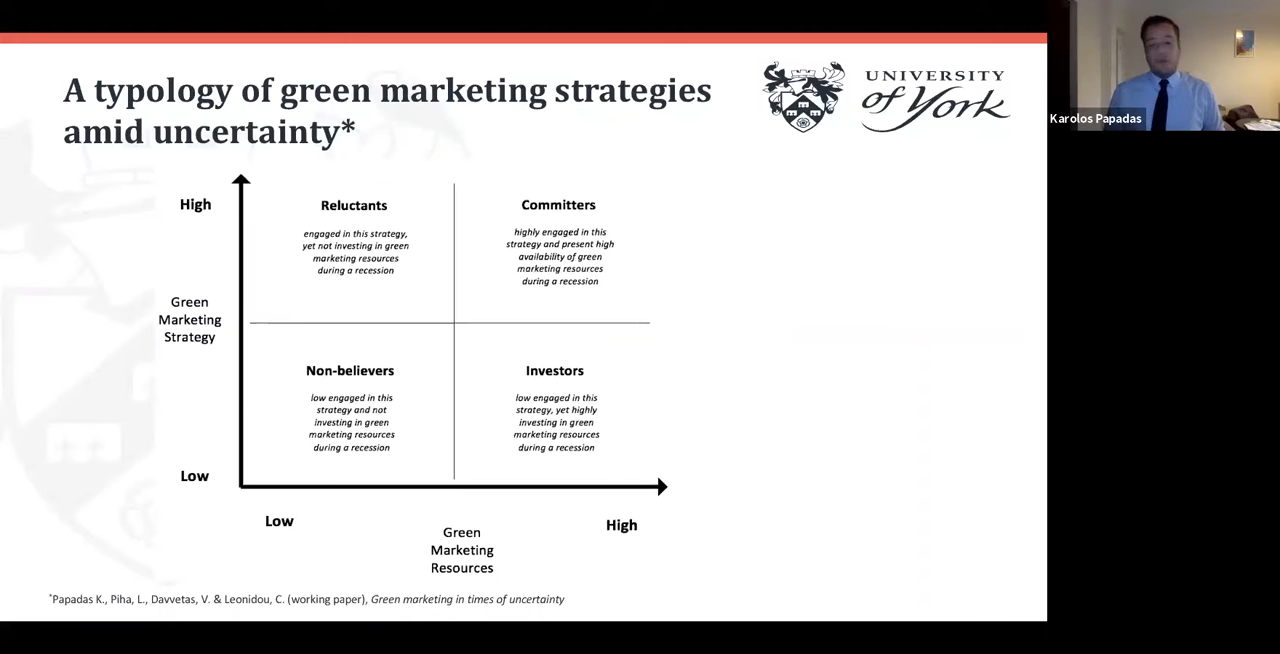 A typology of green marketing strategies
amid uncertainty*
UNIVERSITY
of York
Karolos Papadas
High
Reluctants
engaged in this strategy,
yet not investing in green
marketing resources
during a recession
Committers
highly engaged in this
strategy and present high
availability of green
marketing resources
during a recession
Green
Marketing
Strategy
Non-believers
low engaged in this
strategy and not
investing in green
marketing resources
during a recession
Investors
low engaged in this
strategy, yet highly
investing in green
marketing resources
during a recession
Low
Low
High
Green
Marketing
Resources
*Papadas K., Piha, L., Davvetas, V. & Leonidou, C. (working paper), Green marketing in times of uncertainty